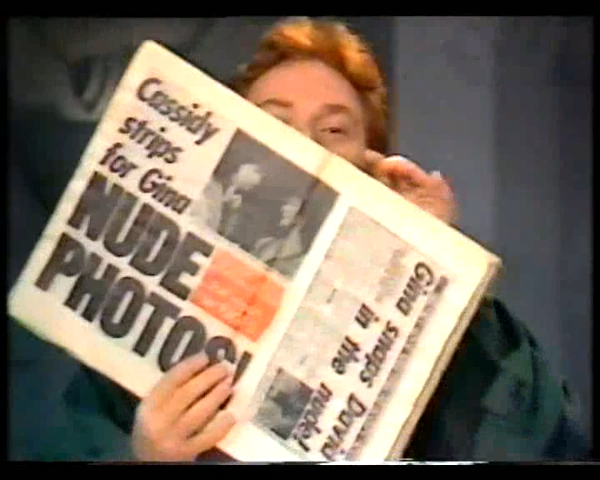 Cassidy
strips
for Gina
NUDE
PHOTOS!
Gina snaps David
in the nude!